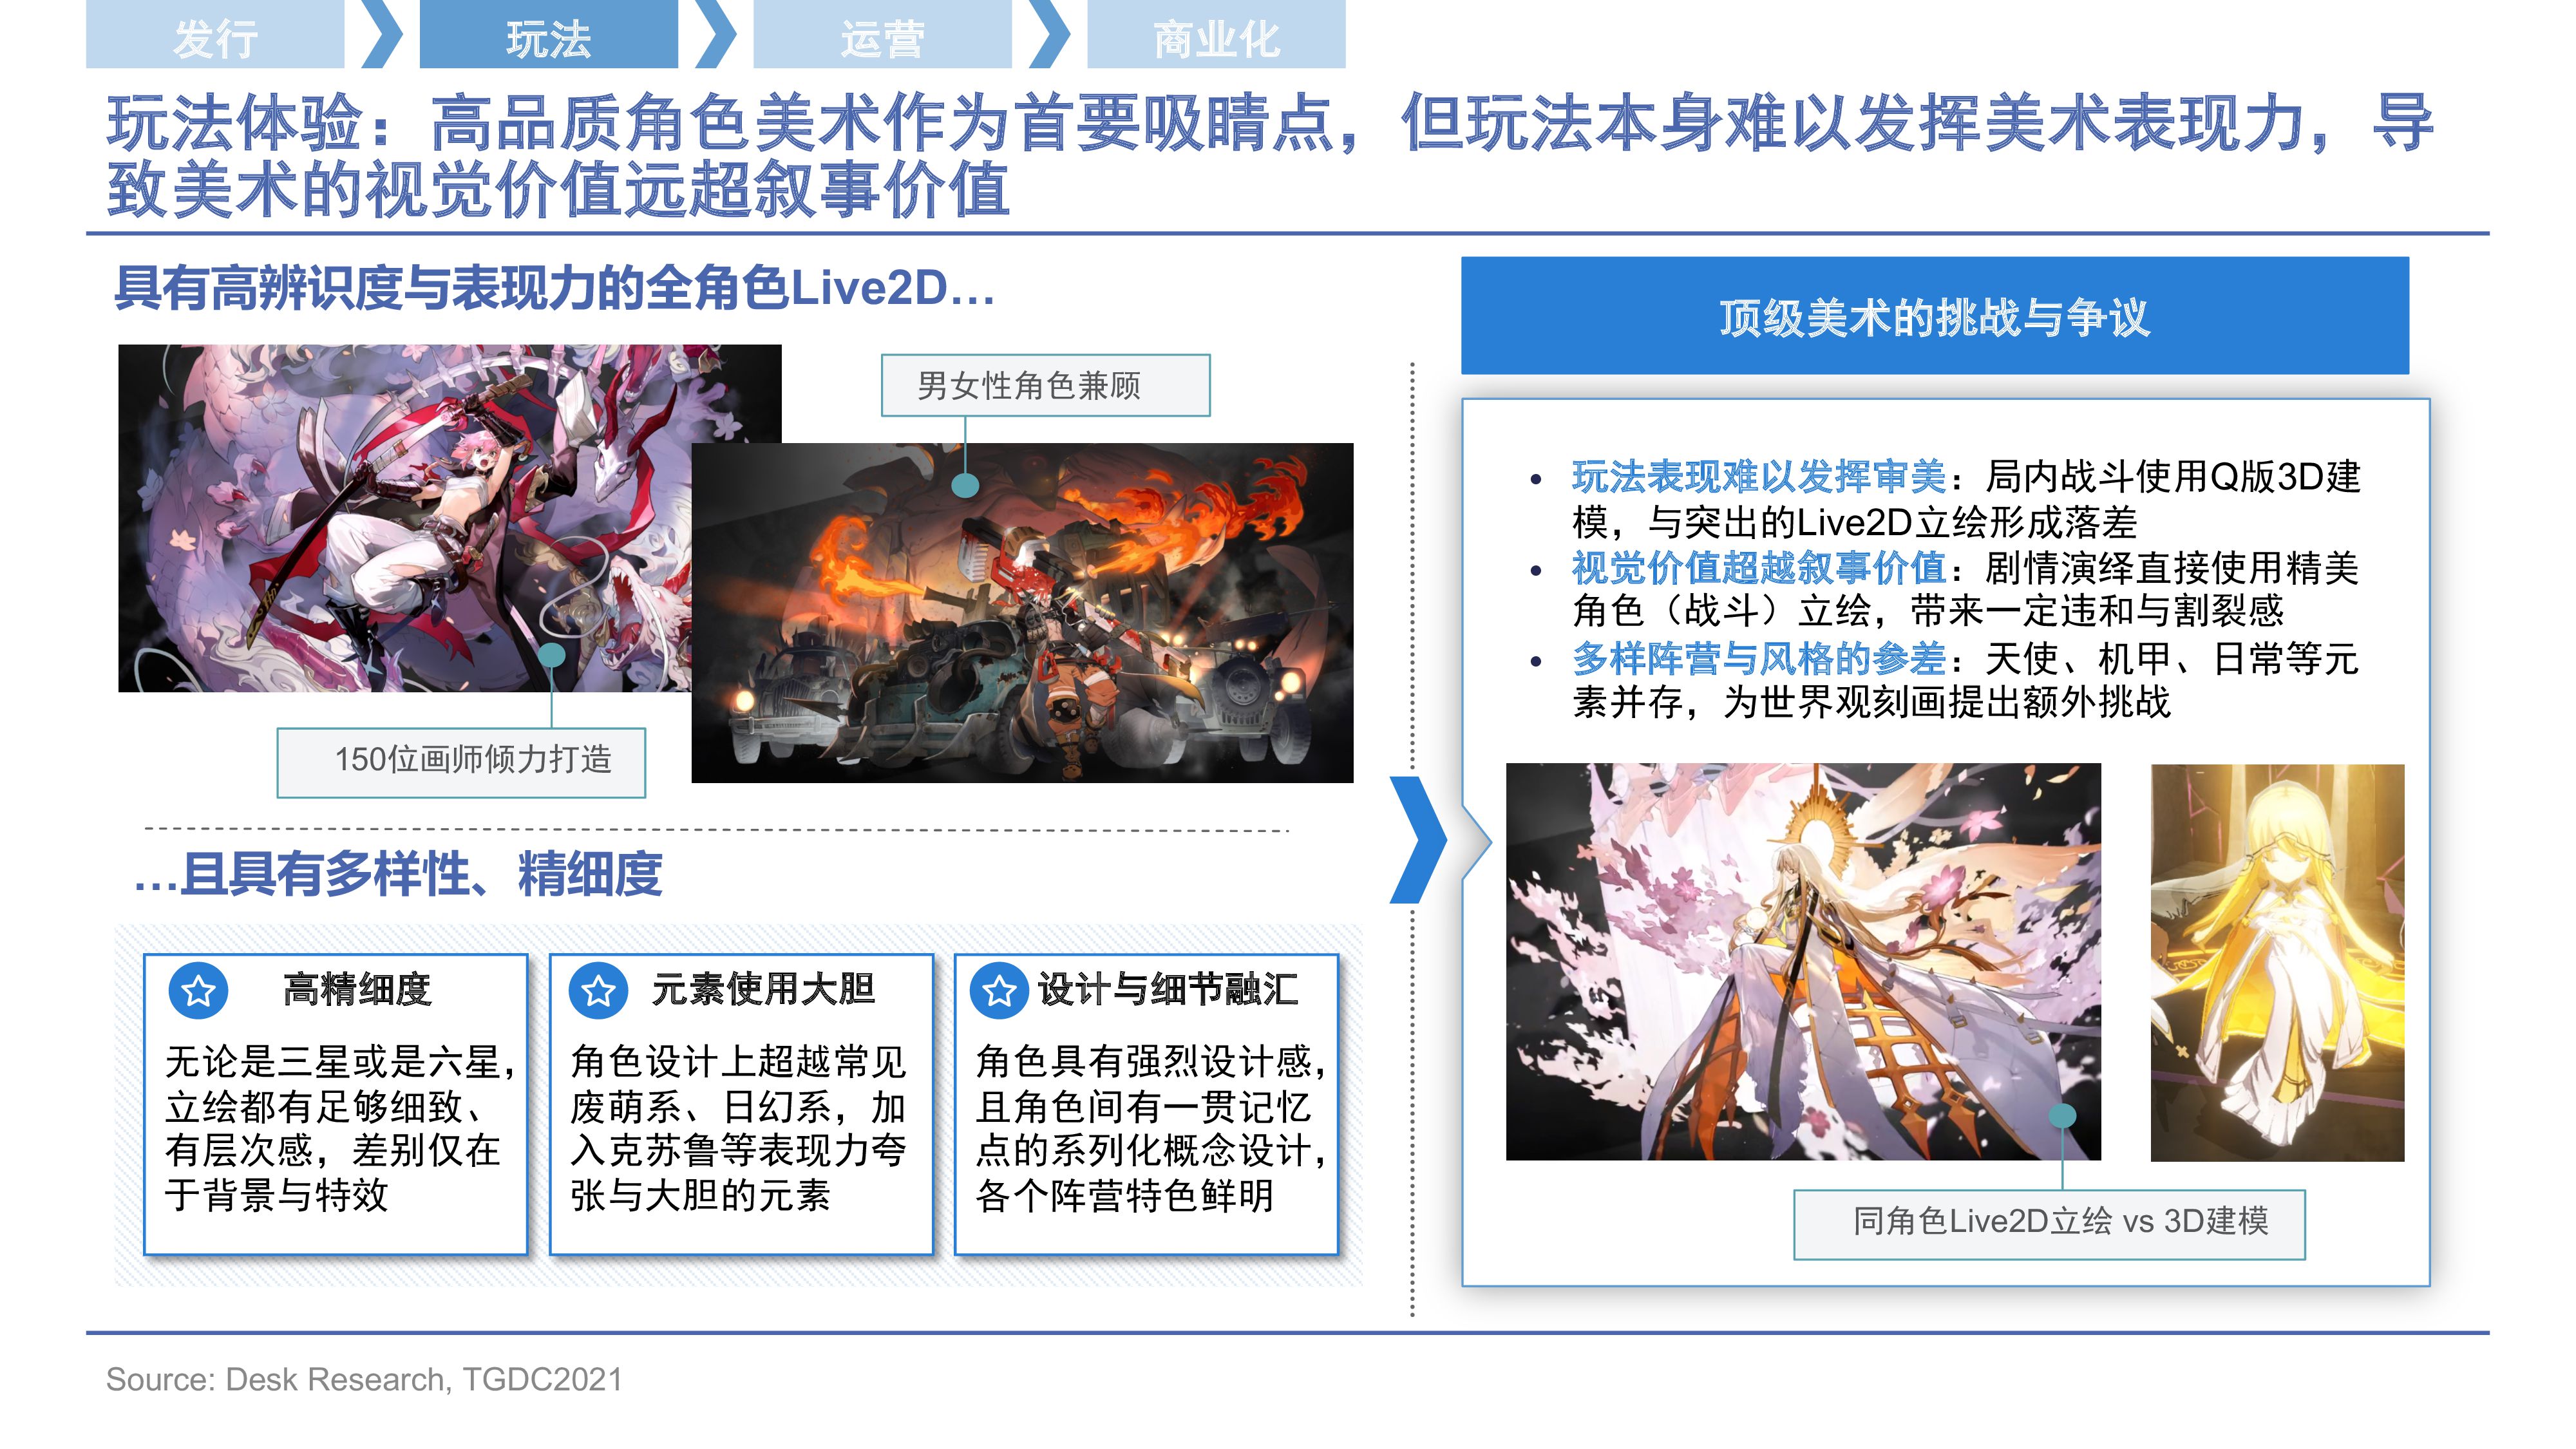 发行
玩法
运营
商业化
玩法体验：高品质角色美术作为首要吸睛点，但玩法本身难以发挥美术表现力，导
致美术的视觉价值远超叙事价值
具有高辨识度与表现力的全角色Live2D…
男女性角色兼顾
150位画师倾力打造
…且具有多样性、精细度
高精细度
无论是三星或是六星，
立绘都有足够细致、
有层次感，差别仅在
于背景与特效
元素使用大胆
角色设计上超越常见
废萌系、日幻系，加
入克苏鲁等表现力夸
张与大胆的元素
设计与细节融汇
角色具有强烈设计感，
且角色间有一贯记忆
点的系列化概念设计，
各个阵营特色鲜明
顶级美术的挑战与争议
• 玩法表现难以发挥审美：局内战斗使用Q版3D建
模，与突出的Live2D立绘形成落差
• 视觉价值超越叙事价值：剧情演绎直接使用精美
角色（战斗）立绘，带来一定违和与割裂感
• 多样阵营与风格的参差：天使、机甲、日常等元
素并存，为世界观刻画提出额外挑战
同角色Live2D立绘 vs 3D建模
Source: Desk Research, TGDC2021